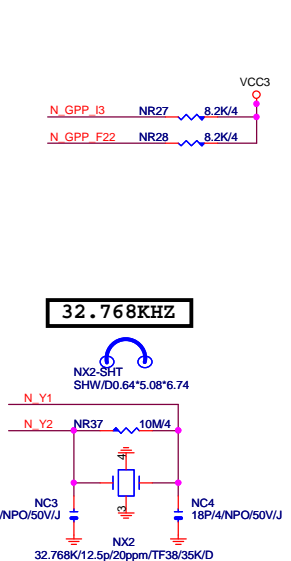 VCC3
N_GPP_I3 NR27 8.2K/4
N_GPP_F22 NR28 8.2K/4
32.768KHZ
NX2-SHT
SHW/D0.64*5.08*6.74
N_Y1
N_Y2 NR37 10M/4
4
3
NC3
/NPO/50V/J
NC4
18P/4/NPO/50V/J
NX2
32.768K/12.5p/20ppm/TF38/35K/D